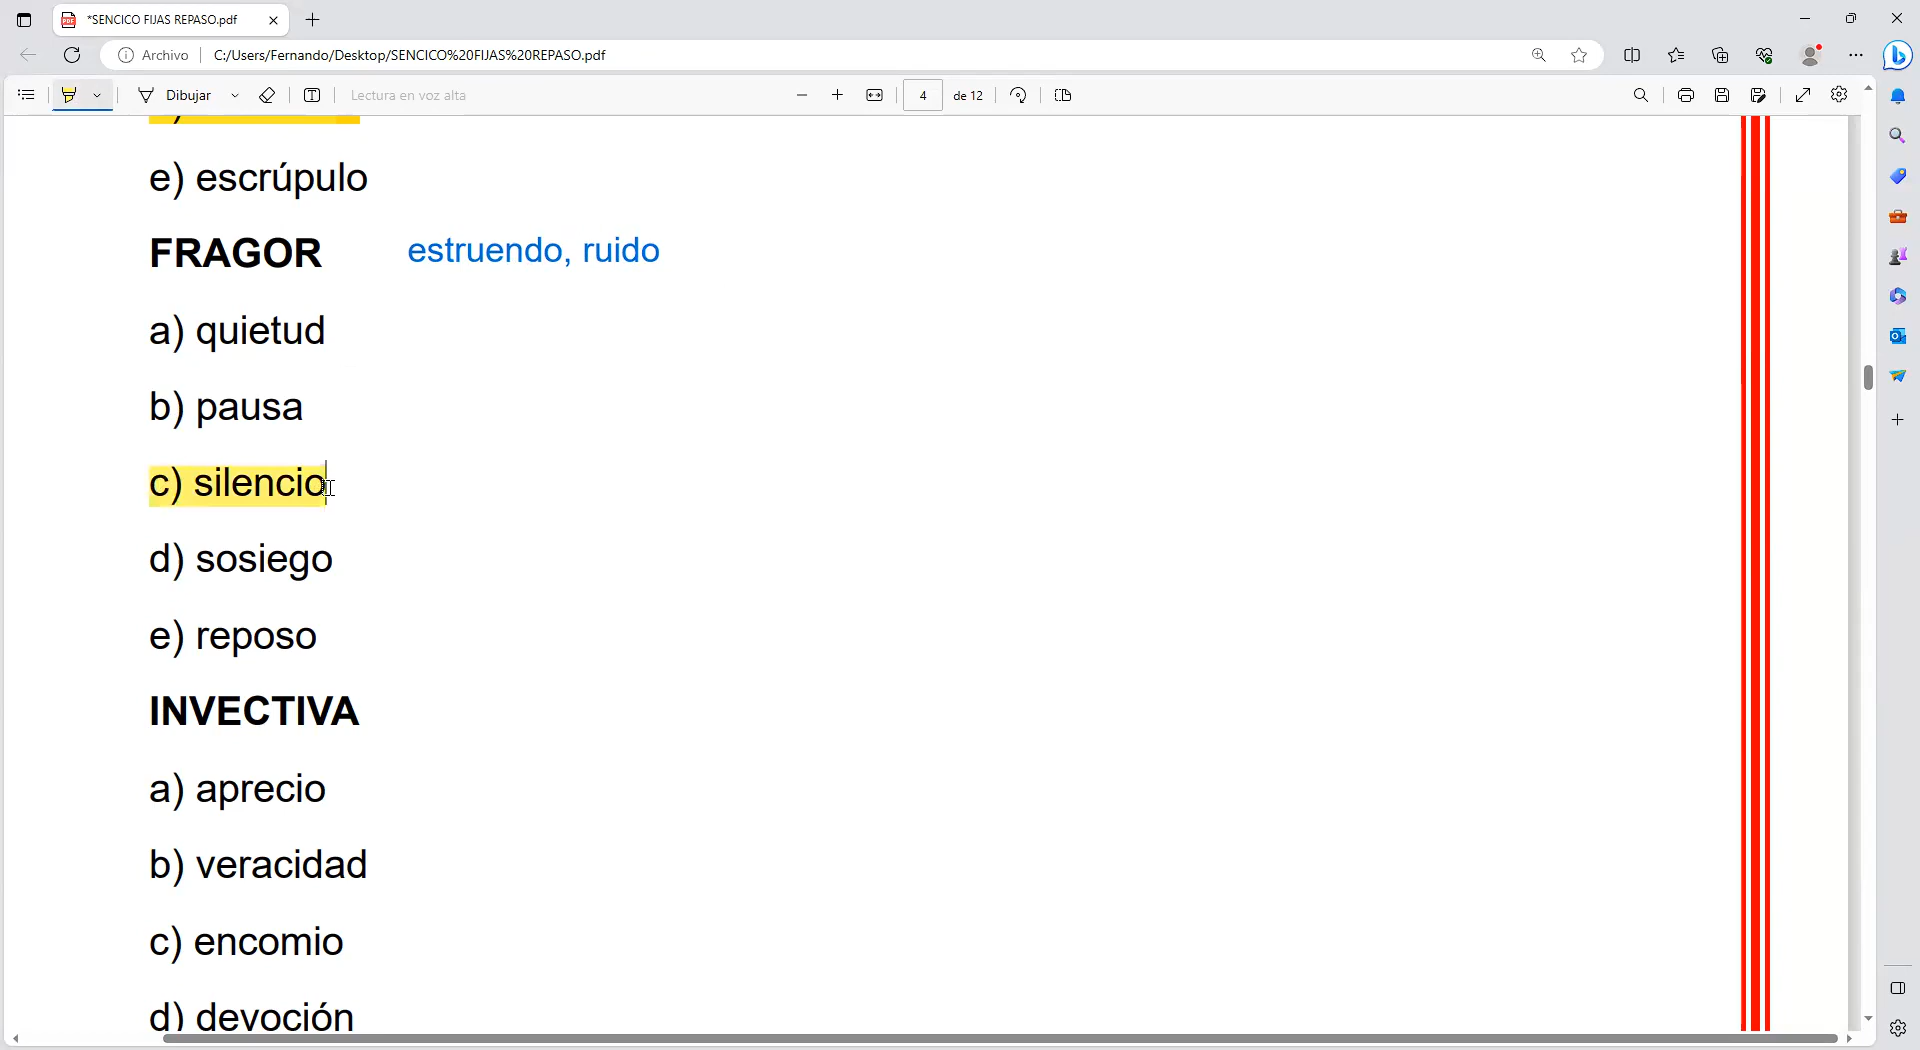 *SENCICO FIJAS REPASO.pdf
Archivo
C:/Users/Fernando/Desktop/SENCICO%20FIJAS%20REPASO.pdf
Dibujar
Lectura en voz alta
4 de 12
e) escrúpulo
FRAGOR estruendo, ruido
a) quietud
b) pausa
c) silencio
d) sosiego
e) reposo
INVECTIVA
a) aprecio
b) veracidad
c) encomio
d) devoción